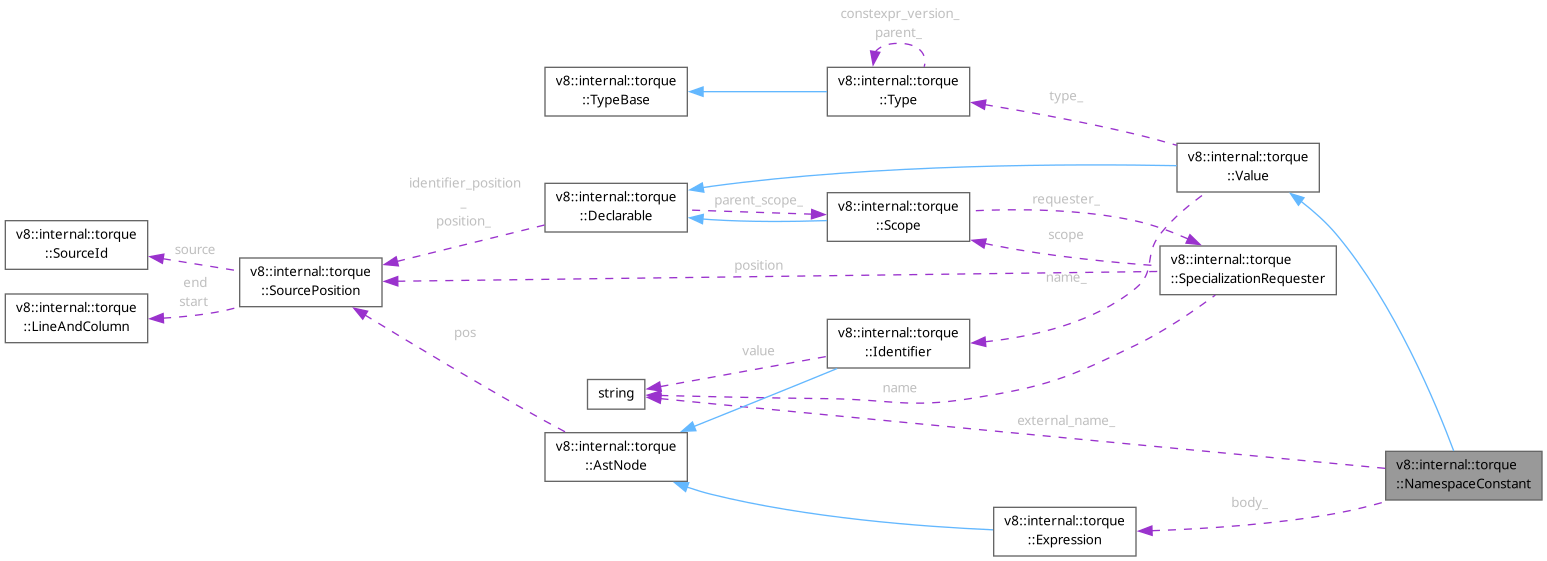 constexpr_version_
parent_
v8::internal::torque
::TypeBase
v8::internal::torque
::Type
type_
v8::internal::torque
::Value
identifier_position
_
position_
v8::internal::torque
::Declarable
parent_scope_
v8::internal::torque
::Scope
requester_
scope
v8::internal::torque
::SourceId
source
v8::internal::torque
::SourcePosition
position
name_
v8::internal::torque
::SpecializationRequester
end
start
v8::internal::torque
::LineAndColumn
pos
v8::internal::torque
::Identifier
value
string
name
external_name_
v8::internal::torque
::AstNode
v8::internal::torque
::NamespaceConstant
body_
v8::internal::torque
::Expression